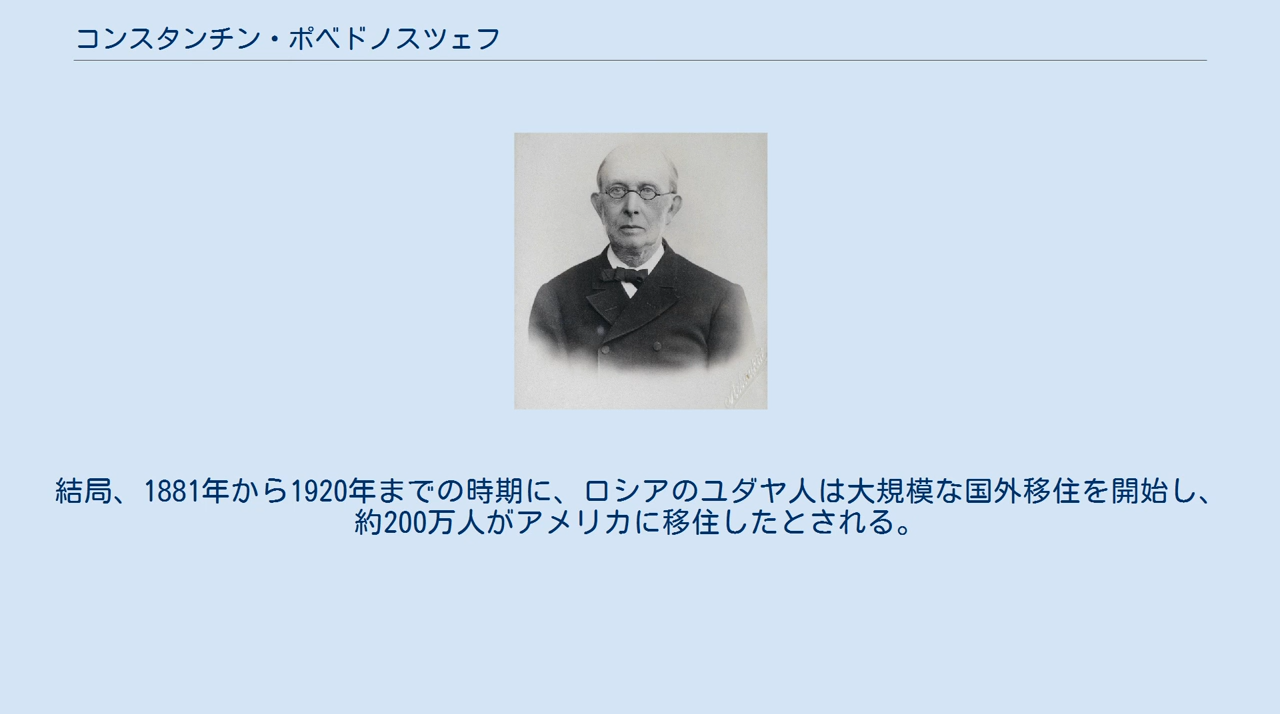 コンスタンチン・ポベドノスツェフ
結局、1881年から1920年までの時期に、ロシアのユダヤ人は大規模な国外移住を開始し、
約200万人がアメリカに移住したとされる。